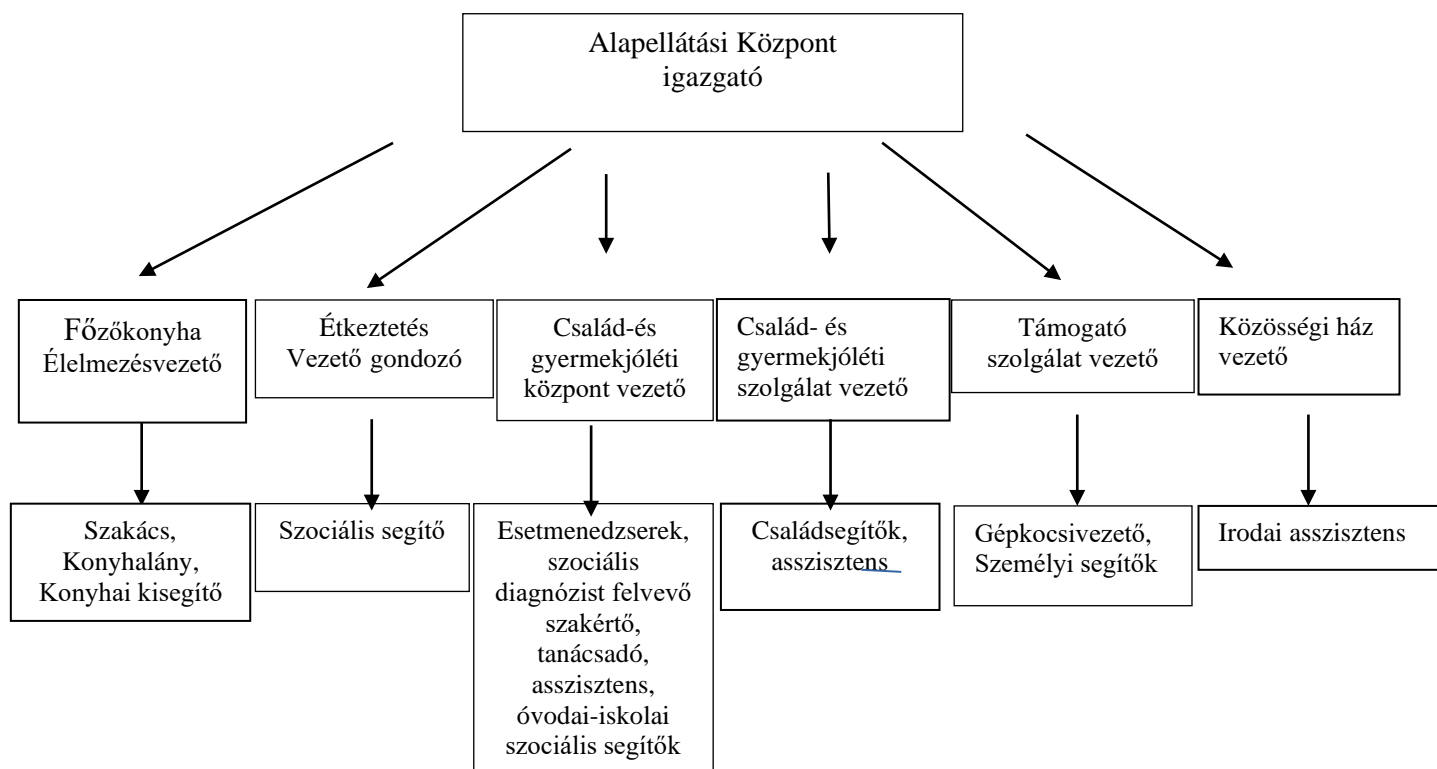 Alapellátási Központ
igazgató
Főzőkonyha
Élelmezésvezető
Étkeztetés
Vezető gondozó
Család-és
gyermekjóléti
központ vezető
Család- és
gyermekjóléti
szolgálat vezető
Támogató
szolgálat vezető
Közösségi ház
vezető
Szakács,
Konyhalány,
Konyhai kisegítő
Szociális segítő
Esetmenedzserek,
szociális
diagnózist felvevő
szakértő,
tanácsadó,
asszisztens,
óvodai-iskolai
szociális segítők
Családsegítők,
asszisztens
Gépkocsivezető,
Személyi segítők
Irodai asszisztens